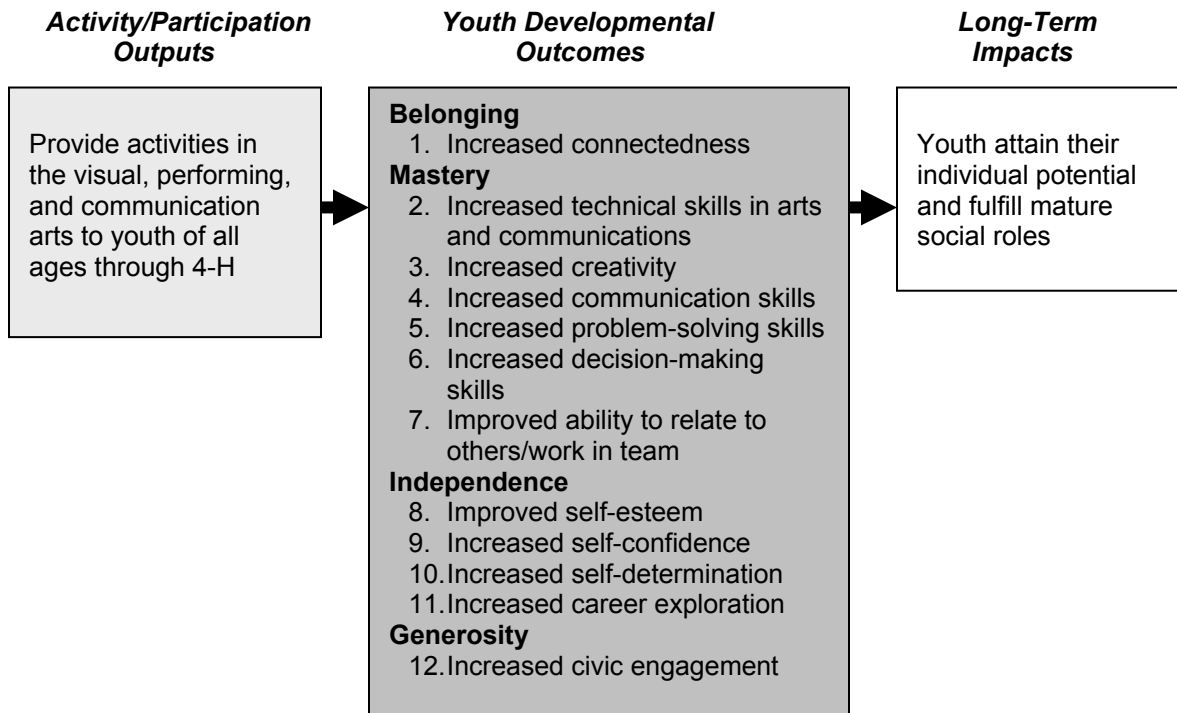 Activity/Participation Outputs
Youth Developmental Outcomes
Long-Term Impacts
Provide activities in
the visual, performing,
and communication
arts to youth of all
ages through 4-H
Belonging
1. Increased connectedness
Mastery
2. Increased technical skills in arts
and communications
3. Increased creativity
4. Increased communication skills
5. Increased problem-solving skills
6. Increased decision-making
skills
7. Improved ability to relate to
others/work in team
Independence
8. Improved self-esteem
9. Increased self-confidence
10. Increased self-determination
11. Increased career exploration
Generosity
12. Increased civic engagement
Youth attain their
individual potential
and fulfill mature
social roles